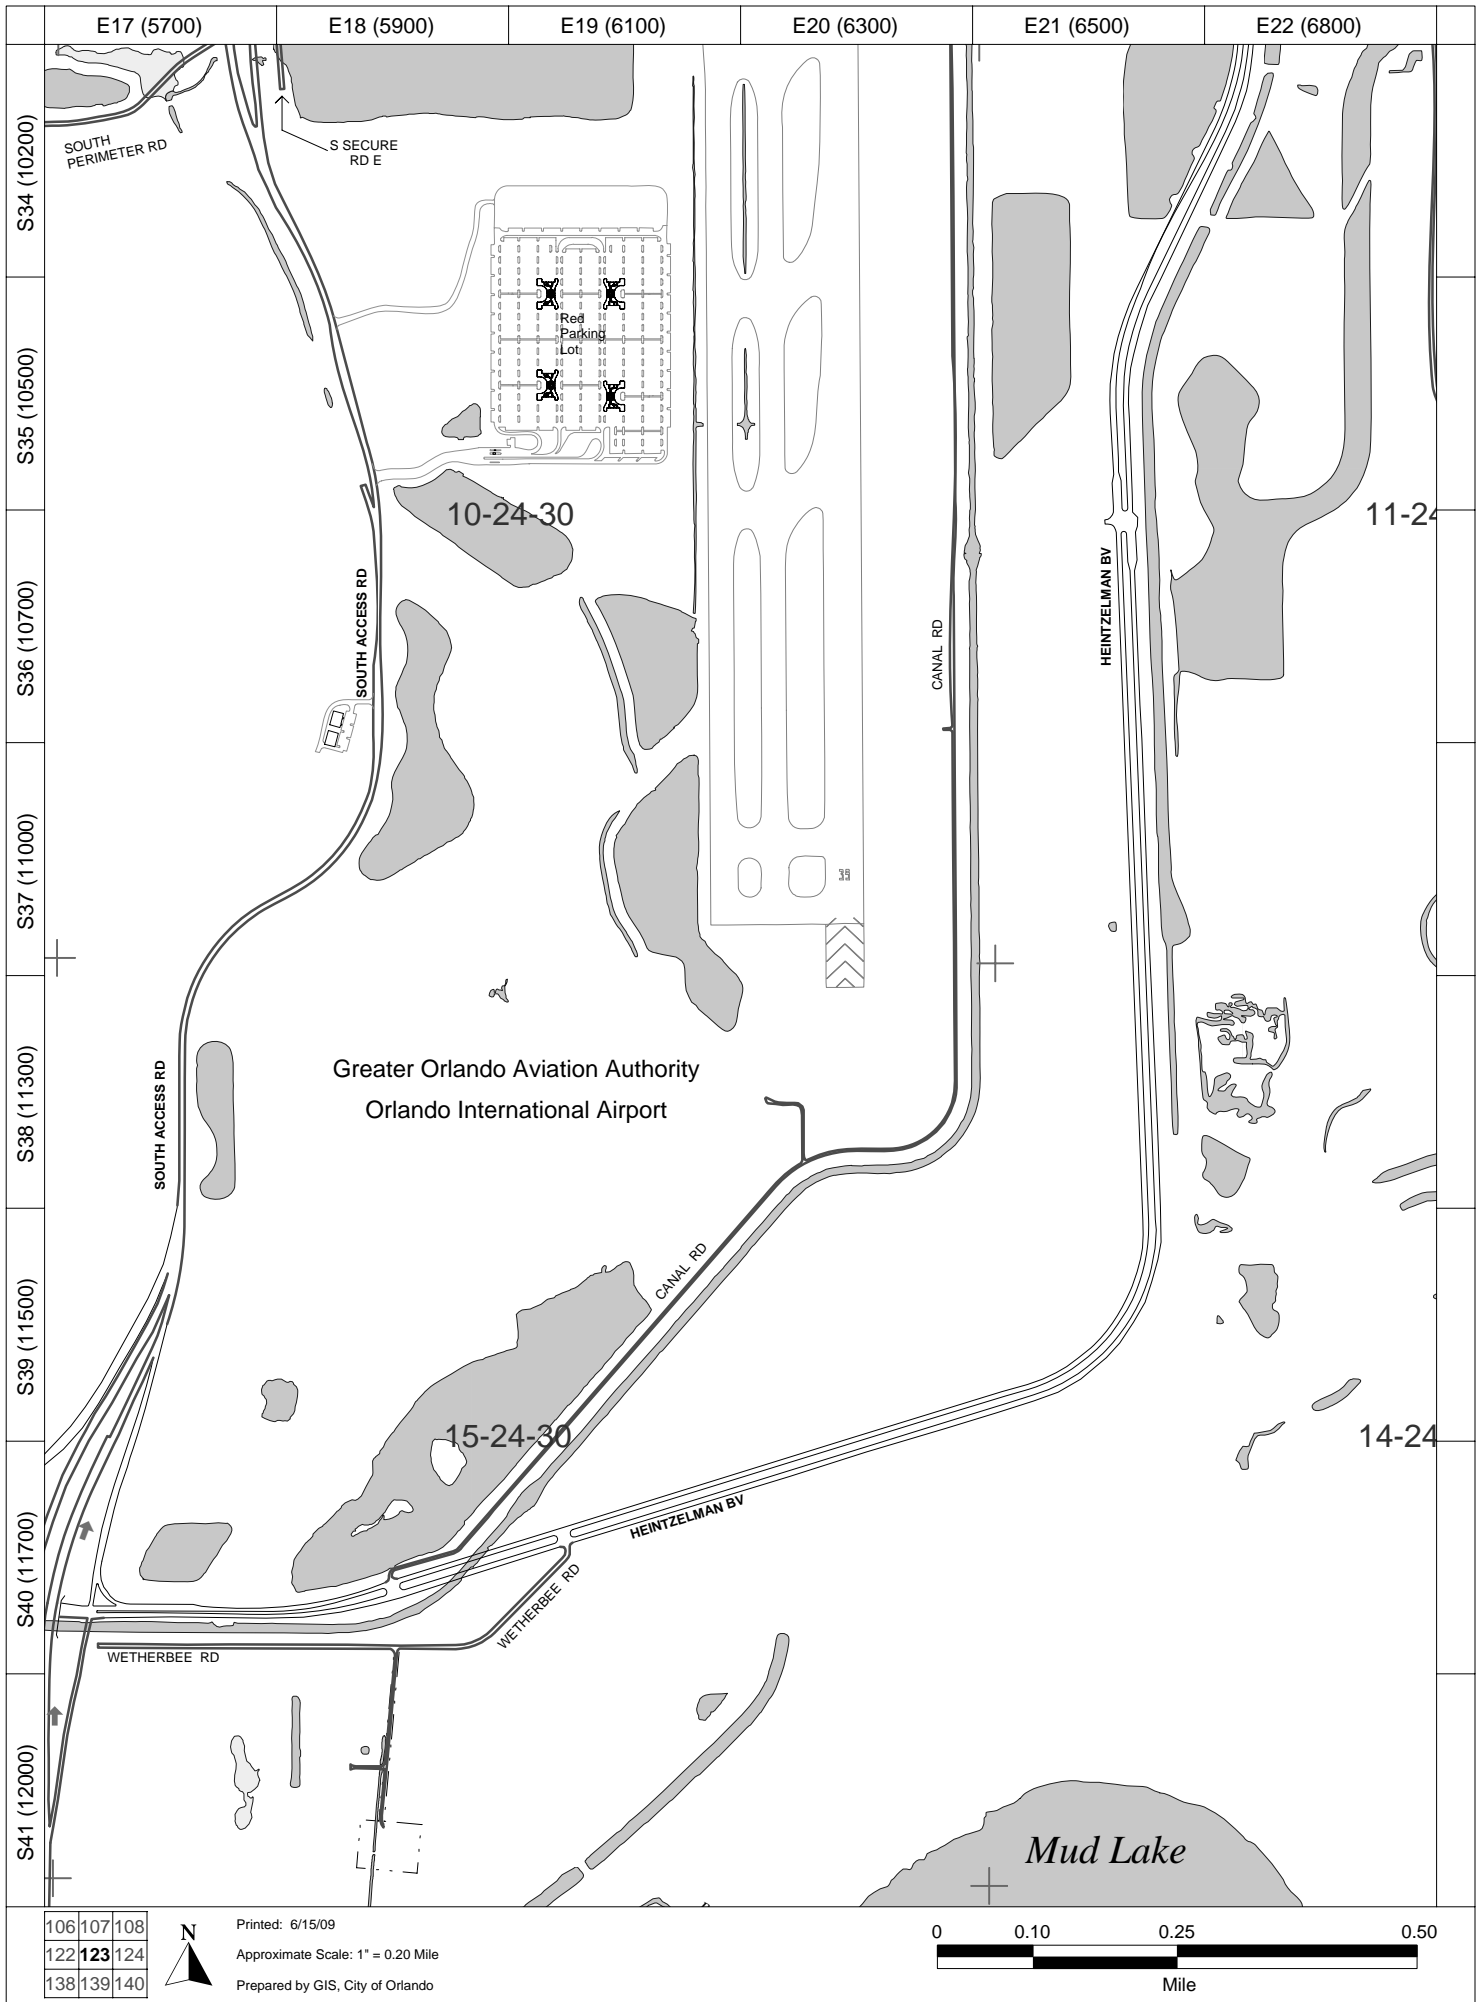 E17 (5700) E18 (5900) E19 (6100) E20 (6300) E21 (6500) E22 (6800)
S34 (10200)
SOUTH
PERIMETER RD
S SECURE
RD E
S35 (10500)
Red
Parking
Lot
10-24-30
11-24
S36 (10700)
SOUTH ACCESS RD
CANAL RD
HEINTZELMAN BV
S37 (11000)
S38 (11300)
Greater Orlando Aviation Authority
Orlando International Airport
SOUTH ACCESS RD
S39 (11500)
CANAL RD
15-24-30
14-24
S40 (11700)
HEINTZELMAN BV
WETHERBEE RD
WETHERBEE RD
S41 (12000)
Mud Lake
106 107 108
122 123 124
138 139 140
N
Printed: 6/15/09
Approximate Scale: 1" = 0.20 Mile
Prepared by GIS, City of Orlando
0 0.10 0.25 0.50
Mile